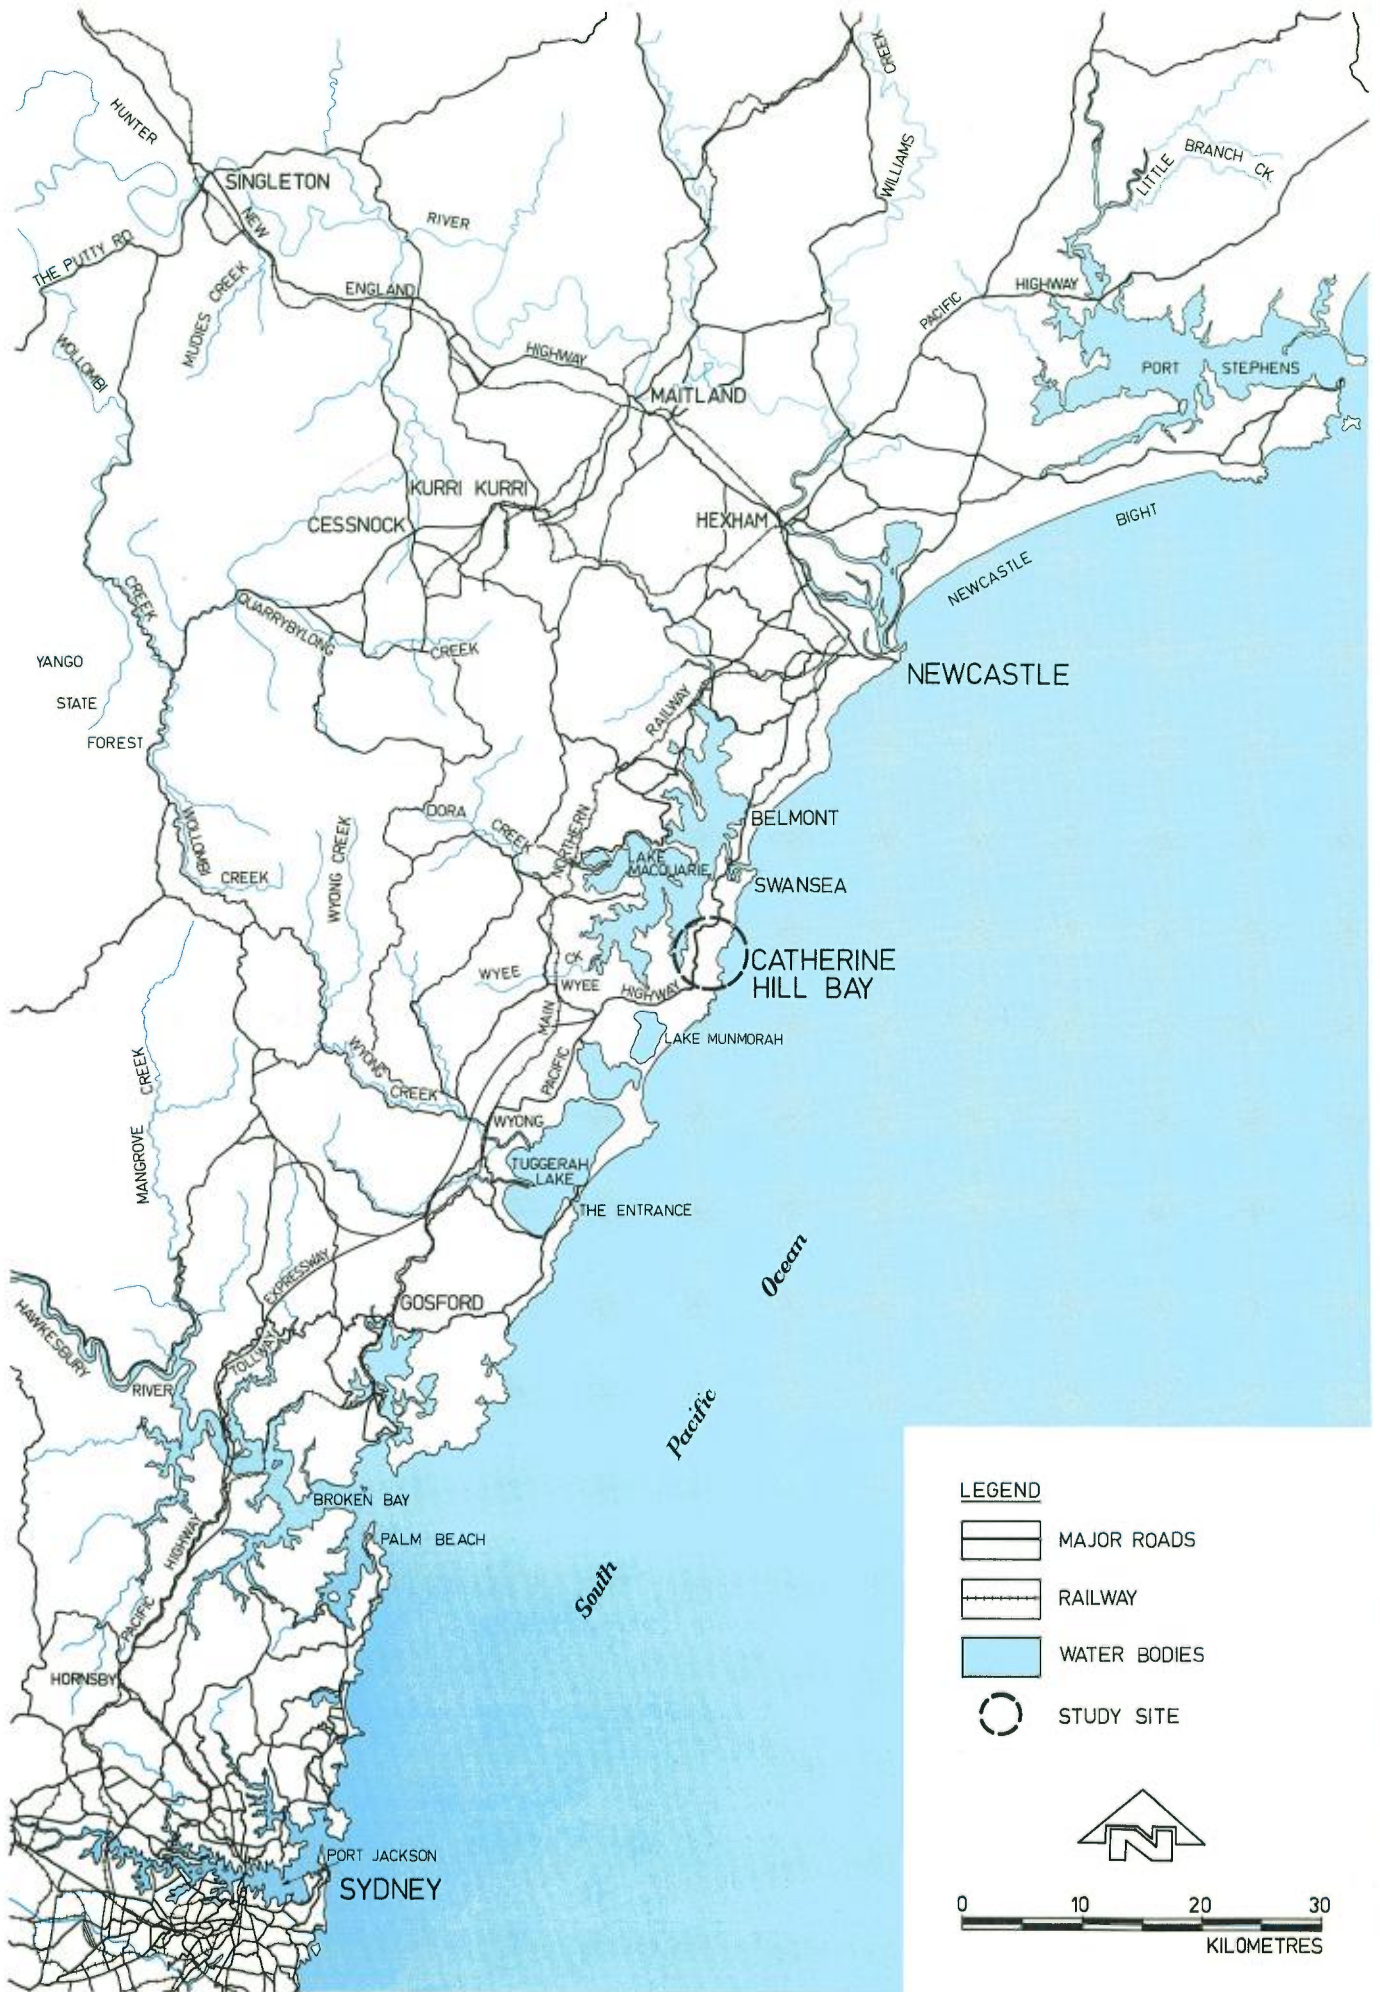 CREEK
HUNTER
WILLIAMS
LITTLE
BRANCH CK.
SINGLETON
NEW
RIVER
THE PUTTY RD
MUDIES CREEK
ENGLAND
PACIFIC
HIGHWAY
WOLLOMBI
HIGHWAY
PORT STEPHENS
MAITLAND
KURRI KURRI
CESSNOCK
HEXHAM
BIGHT
NEWCASTLE
CREEK
QUARRYBYLONG
CREEK
YANGO
STATE
FOREST
NEWCASTLE
RAILWAY
DORA
CREEK
NORTHERN
BELMONT
WOLLOMBI
CREEK
WYONG CREEK
LAKE
MACQUARIE
SWANSEA
CATHERINE
HILL BAY
WYEE
CK
WYEE
HIGHWAY
MAIN
LAKE MUNMORAH
PACIFIC
WYONG
CREEK
MANGROVE CREEK
WYONG
TUGGERAH
LAKE
THE ENTRANCE
Ocean
EXPRESSWAY
GOSFORD
HAWKESBURY
RIVER
TOLLWAY
Pacific
BROKEN BAY
PALM BEACH
HIGHWAY
PACIFIC
South
HORNSBY
PORT JACKSON
SYDNEY
LEGEND
MAJOR ROADS
RAILWAY
WATER BODIES
STUDY SITE
N
0 10 20 30
KILOMETRES